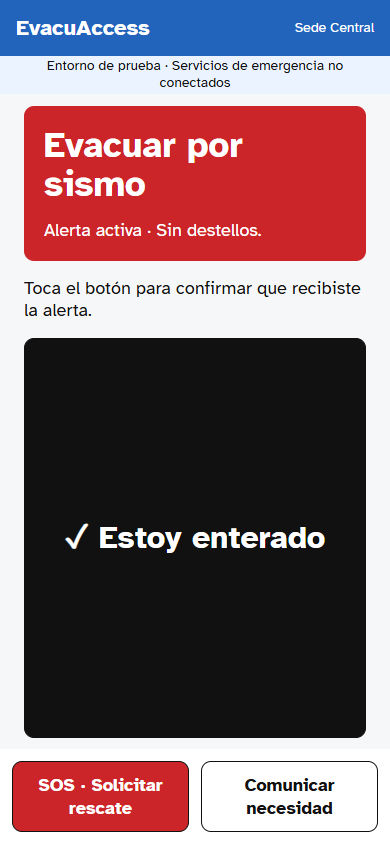 EvacuAccess
Sede Central
Entorno de prueba · Servicios de emergencia no
conectados
Evacuar por
sismo
Alerta activa · Sin destellos.
Toca el botón para confirmar que recibiste
la alerta.
✓ Estoy enterado
SOS · Solicitar
rescate
Comunicar
necesidad